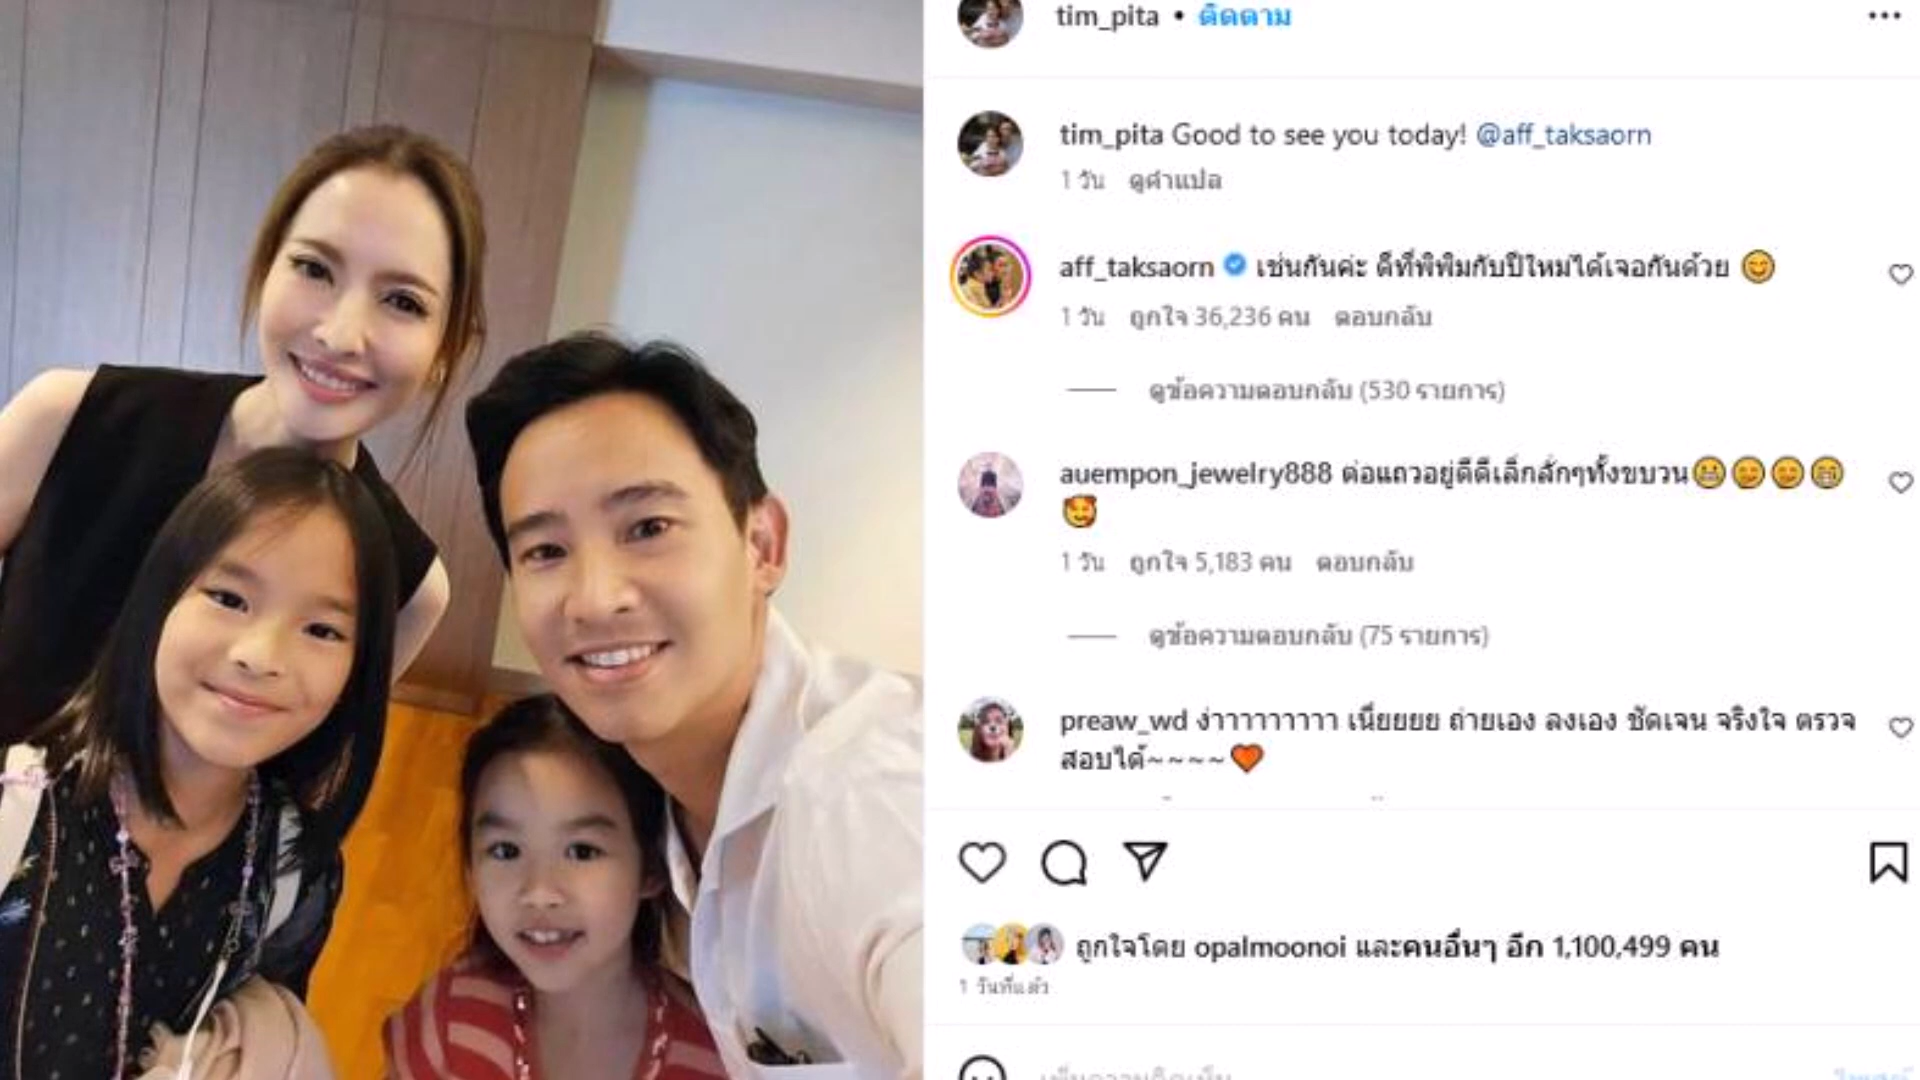 tim_pita • ติดตาม
tim_pita Good to see you today! @aff_taksaorn
1 วัน ดูคำแปล
aff_taksaorn เช่นกันค่ะ ดีที่พิพิมกับปีใหม่ได้เจอกันด้วย 😊
1 วัน ถูกใจ 36,236 คน ตอบกลับ
ดูข้อความตอบกลับ (530 รายการ)
auempon_jewelry888 ต่อแถวอยู่ดีดีเล็กลั่กๆทั้งขบวน😬😊😊😁
🥰
1 วัน ถูกใจ 5,183 คน ตอบกลับ
ดูข้อความตอบกลับ (75 รายการ)
preaw_wd ง่าาาาาาาาาา เนี่ยยยย ถ่ายเอง ลงเอง ชัดเจน จริงใจ ตรวจ
สอบได้~~~~🧡
ถูกใจโดย opalmoonoi และคนอื่นๆ อีก 1,100,499 คน
1 วันที่แล้ว